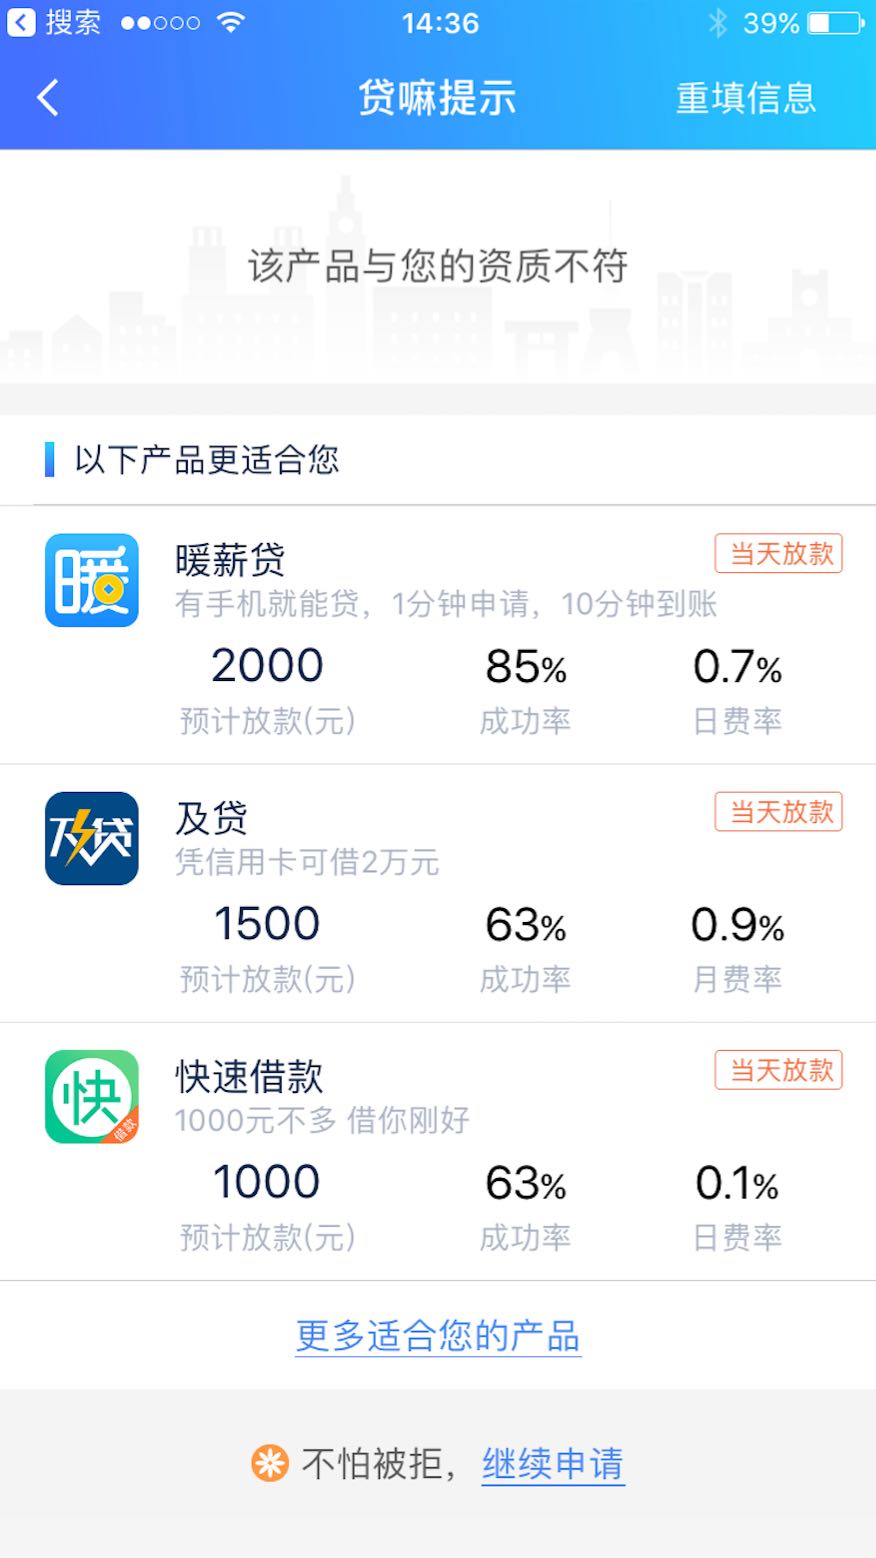 搜索 14:36 39%
贷嘛提示 重填信息
该产品与您的资质不符
以下产品更适合您
暖
暖薪贷 当天放款
有手机就能贷，1分钟申请，10分钟到账
2000 85% 0.7%
预计放款(元) 成功率 日费率
及贷
及贷 当天放款
凭信用卡可借2万元
1500 63% 0.9%
预计放款(元) 成功率 月费率
快
借款
快速借款 当天放款
1000元不多 借你刚好
1000 63% 0.1%
预计放款(元) 成功率 日费率
更多适合您的产品
不怕被拒，继续申请